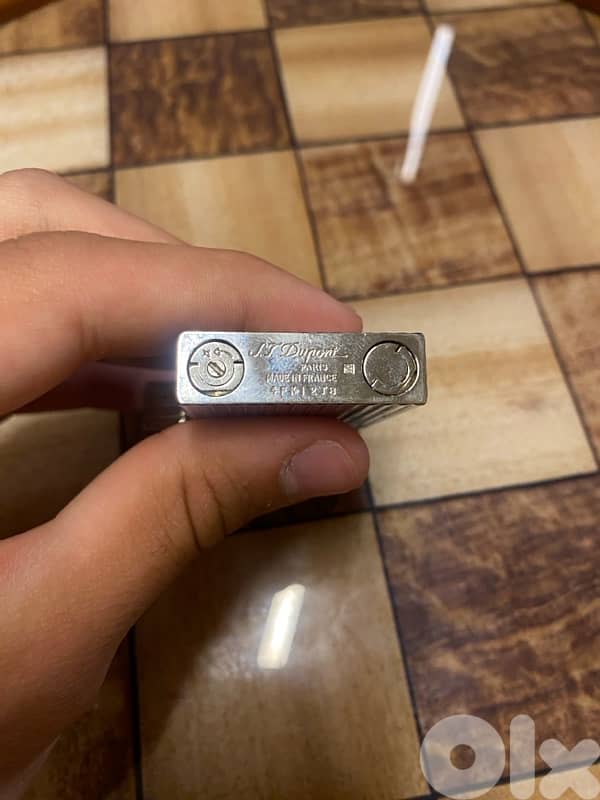 S.T. Dupont
PARIS
MADE IN FRANCE
Olx